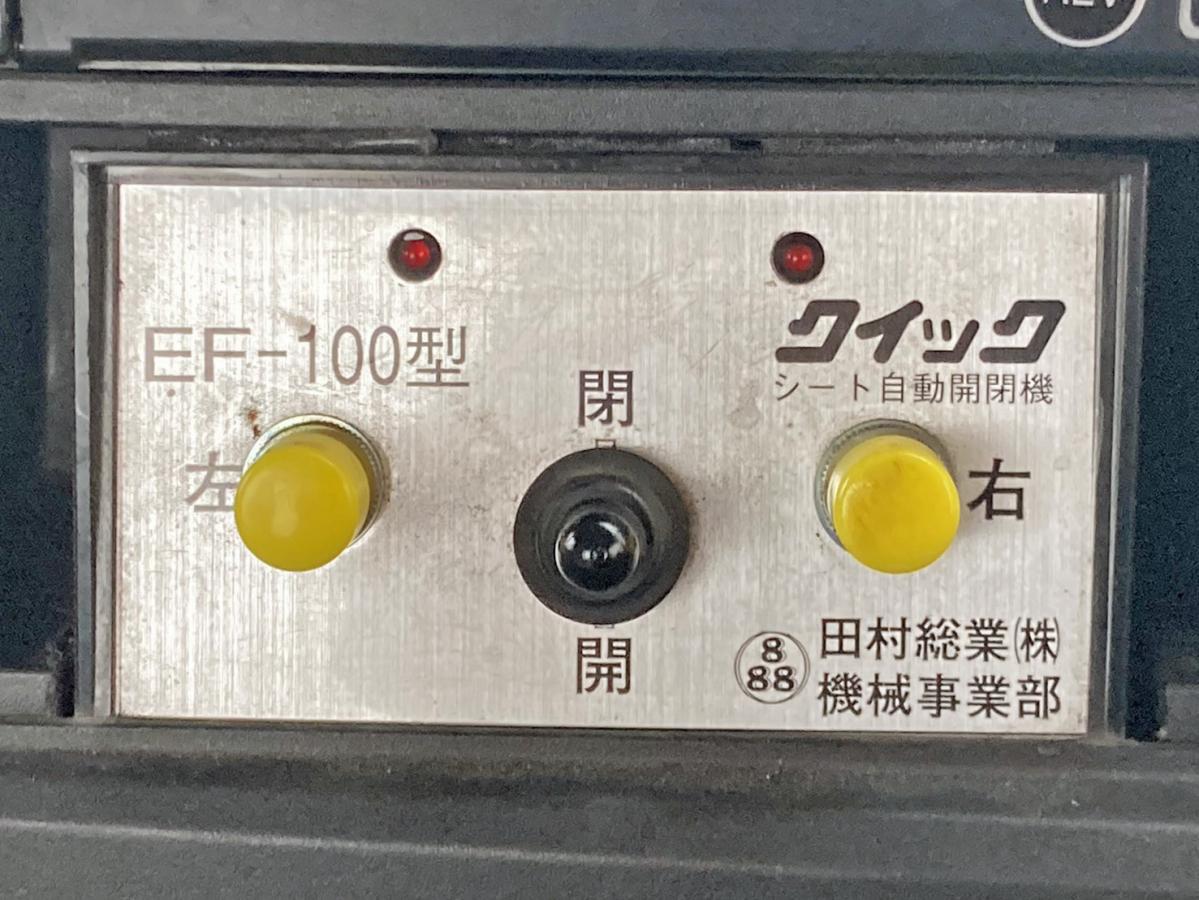 EF-100型
クイック
シート自動開閉機
閉
左
右
開
8
88
田村総業㈱
機械事業部